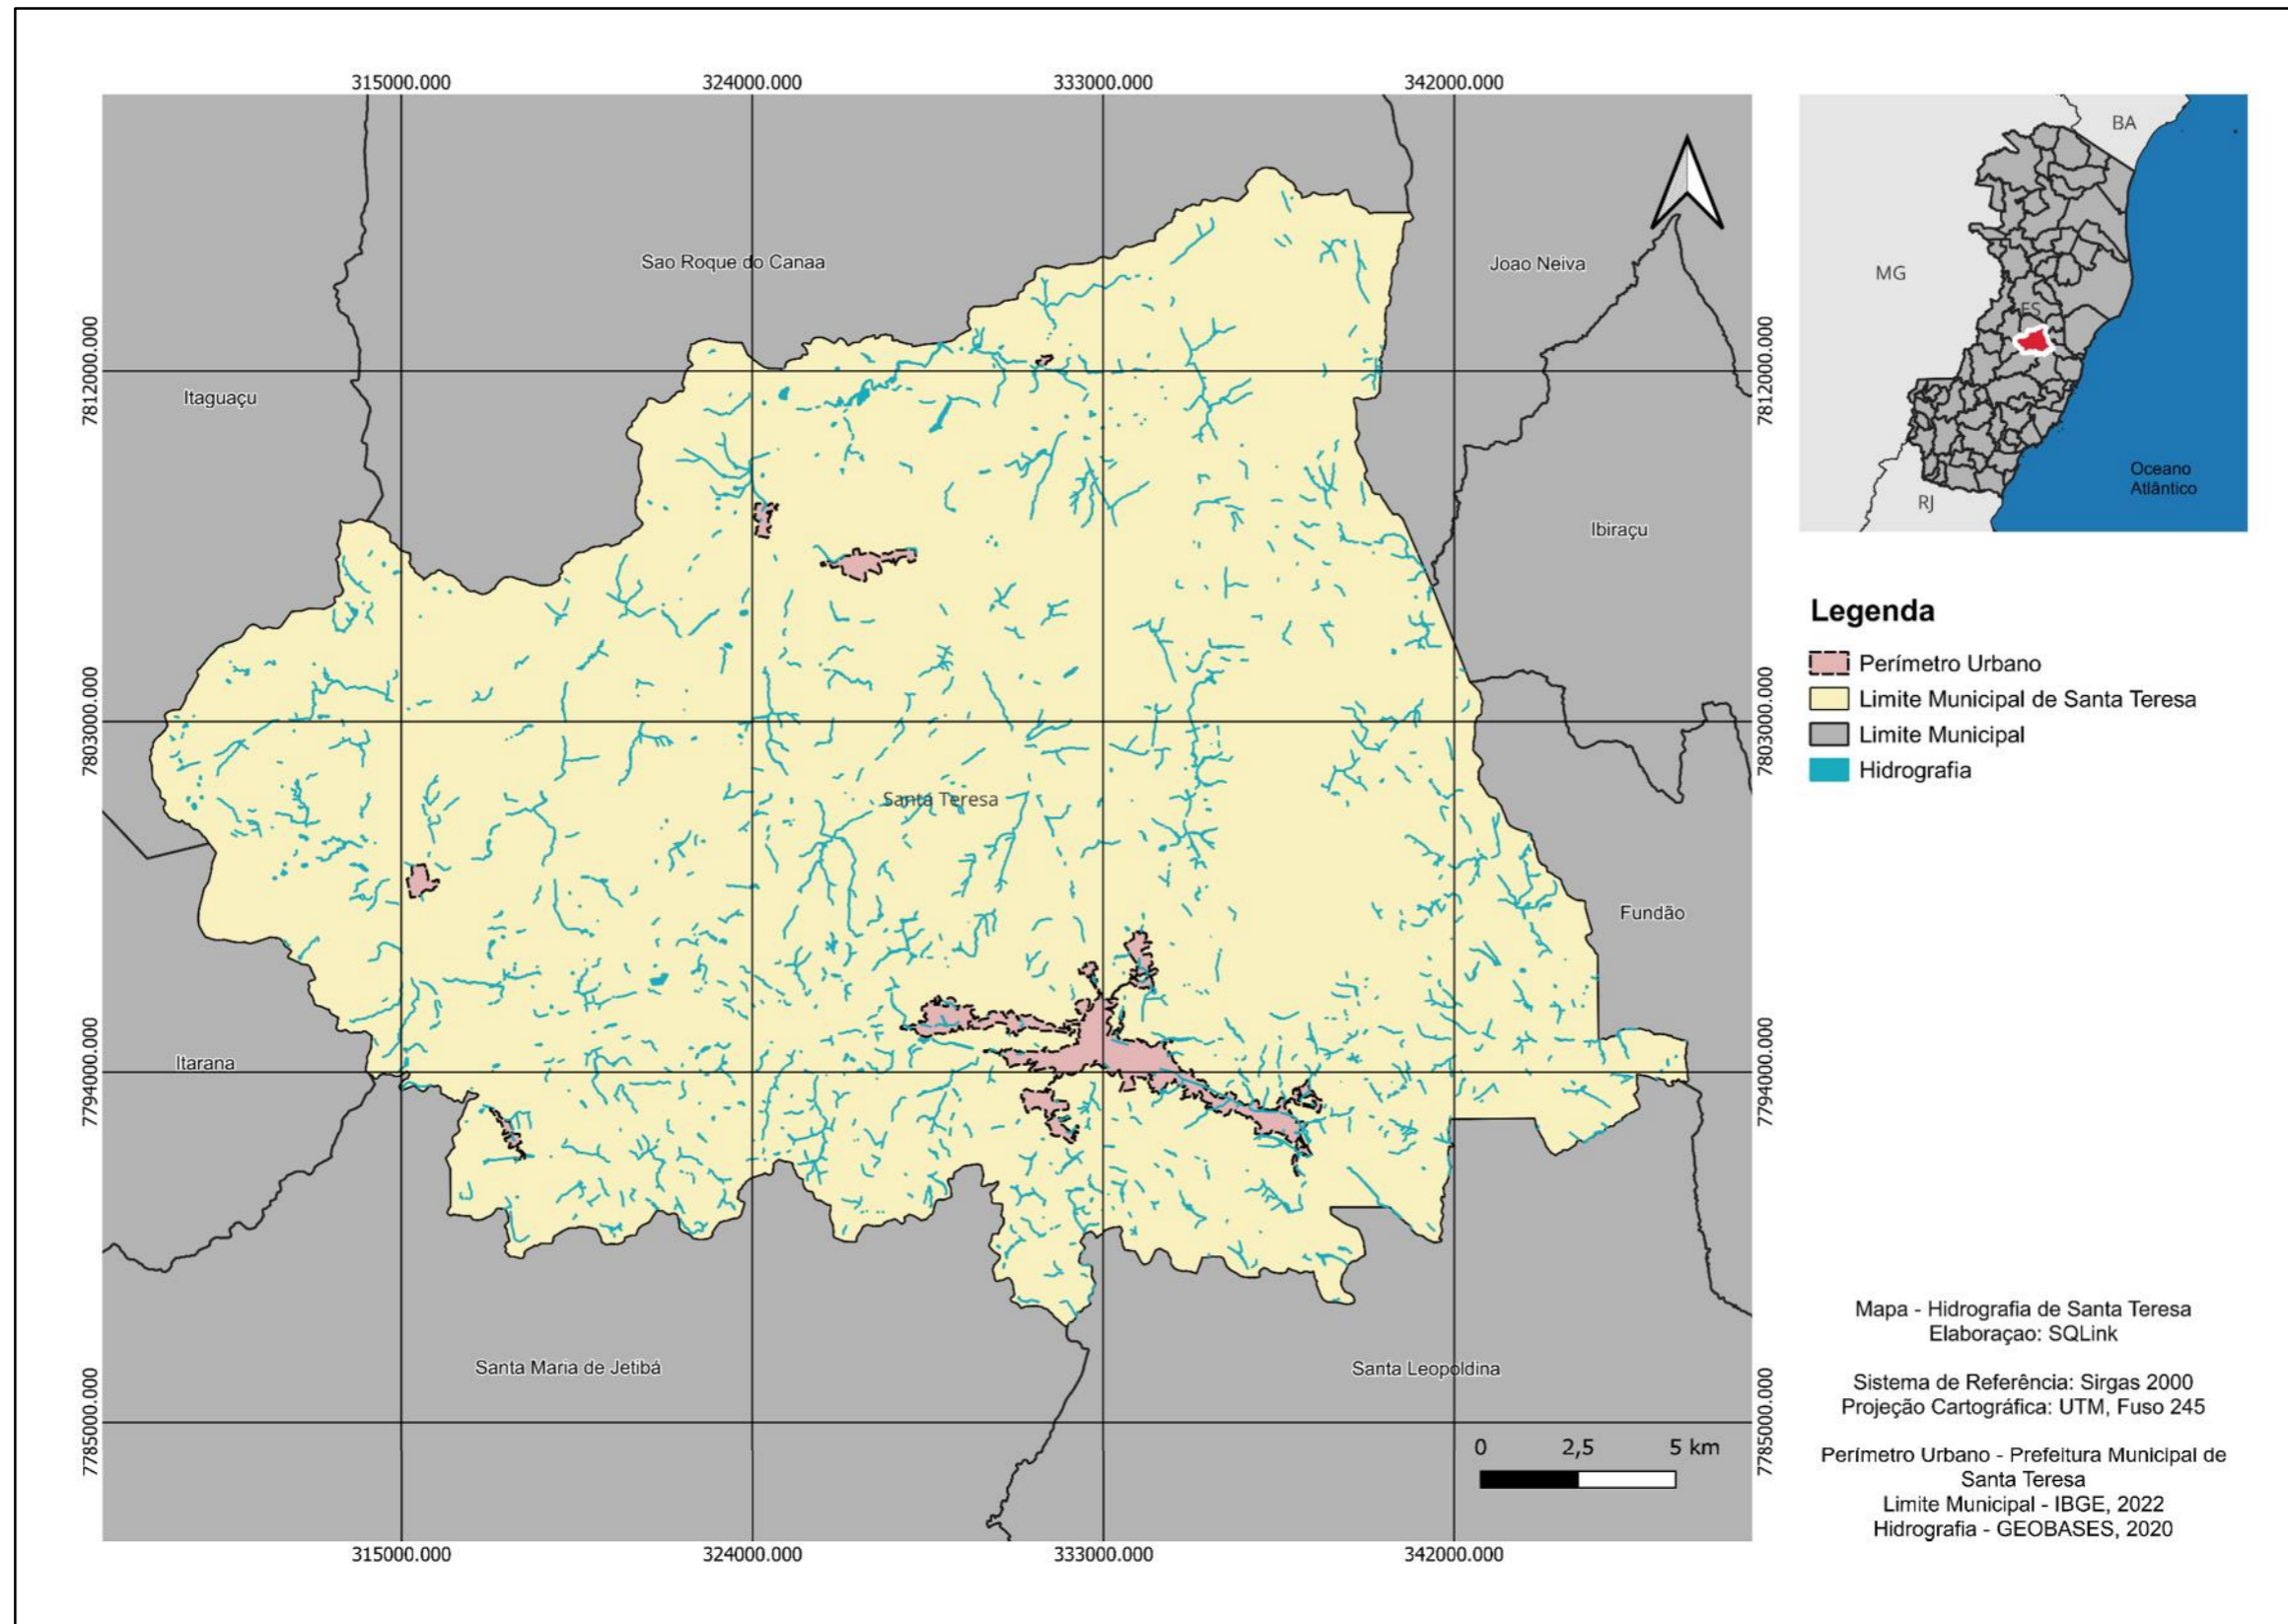 315000.000
324000.000
333000.000
342000.000
7812000.000
7812000.000
7803000.000
7803000.000
7794000.000
7794000.000
7785000.000
7785000.000
Sao Roque do Canaa
Joao Neiva
Itaguaçu
Ibiraçu
Santa Teresa
Fundão
Itarana
Santa Maria de Jetibá
Santa Leopoldina
0 2,5 5 km
315000.000
324000.000
333000.000
342000.000
BA
MG
ES
RJ
Oceano
Atlântico
Legenda
Perímetro Urbano
Limite Municipal de Santa Teresa
Limite Municipal
Hidrografia
Mapa - Hidrografia de Santa Teresa
Elaboraçao: SQLink
Sistema de Referência: Sirgas 2000
Projeção Cartográfica: UTM, Fuso 245
Perímetro Urbano - Prefeitura Municipal de
Santa Teresa
Limite Municipal - IBGE, 2022
Hidrografia - GEOBASES, 2020